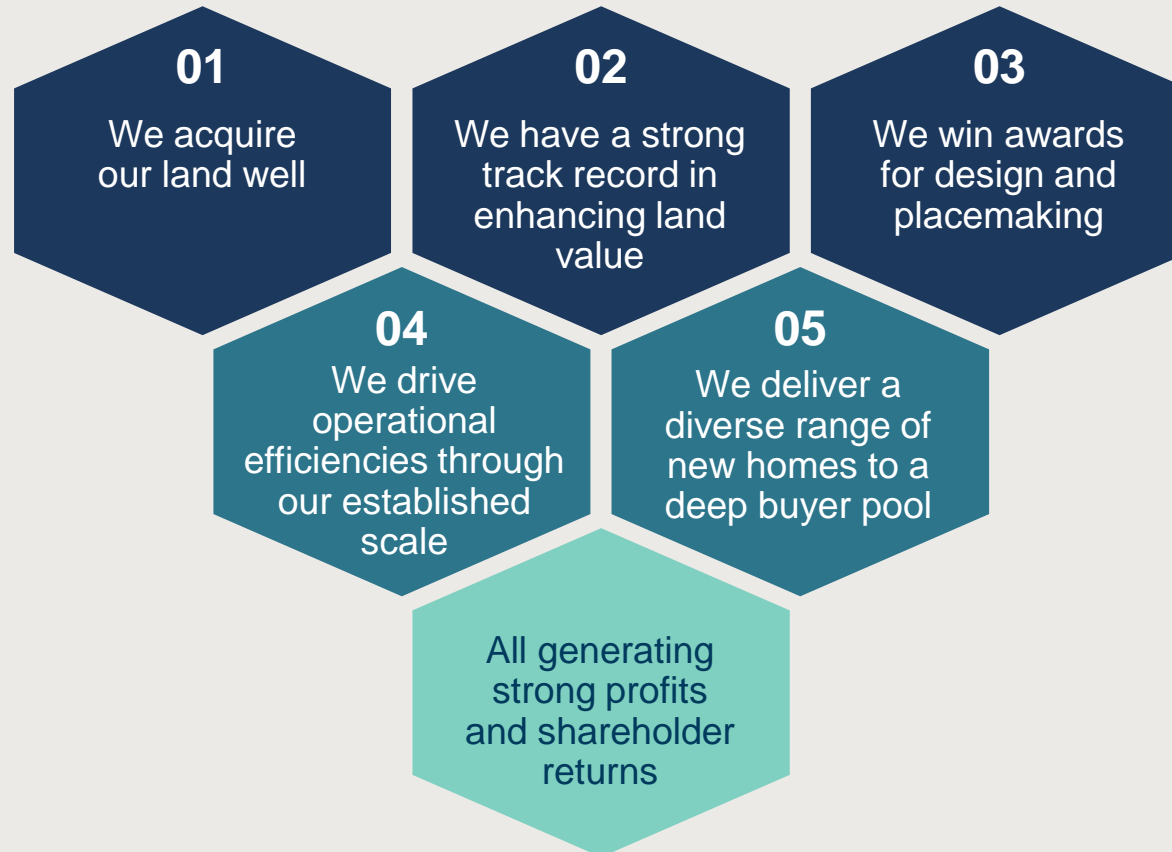 01
We acquire
our land well
02
We have a strong
track record in
enhancing land
value
03
We win awards
for design and
placemaking
04
We drive
operational
efficiencies through
our established
scale
05
We deliver a
diverse range of
new homes to a
deep buyer pool
All generating
strong profits
and shareholder
returns